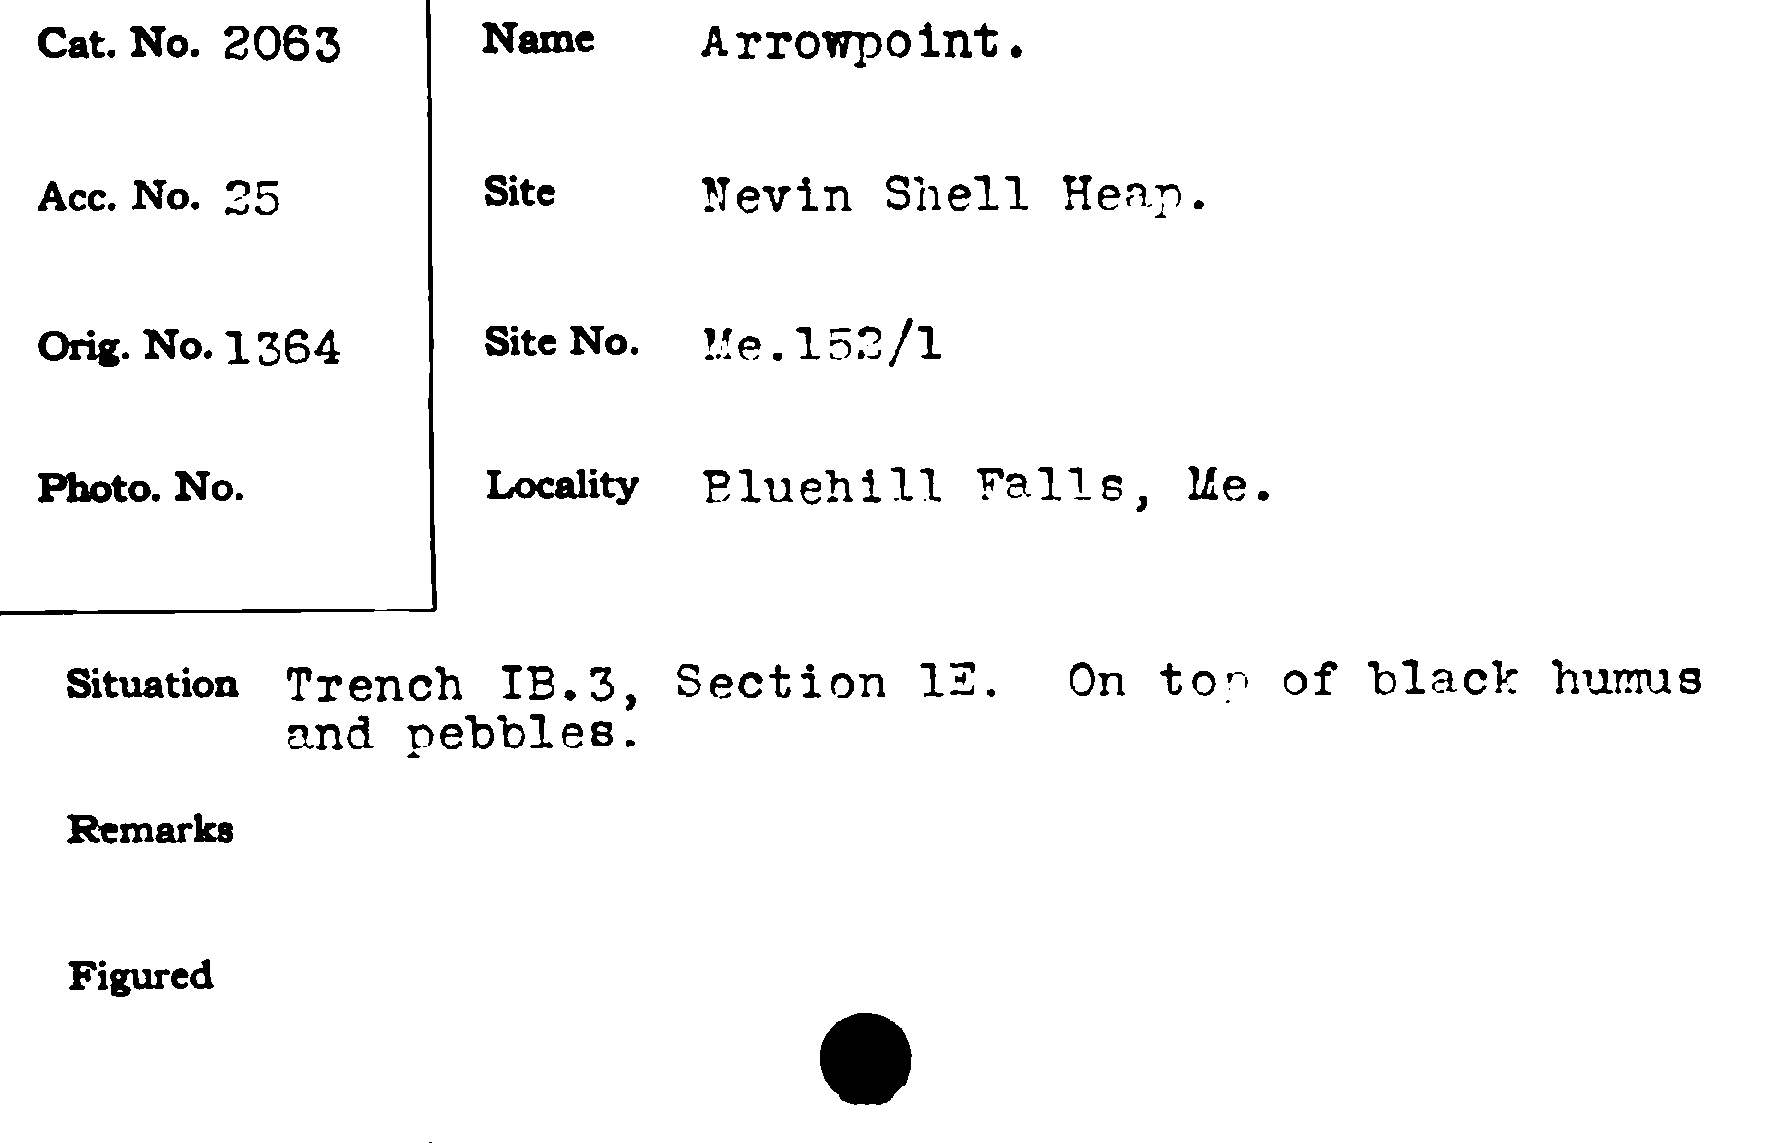 Cat. No. 2063
Name Arrowpoint.
Acc. No. 25
Site Nevin Shell Heap.
Orig. No. 1364
Site No. Me.152/1
Photo. No.
Locality Bluehill Falls, Me.
Situation Trench IB.3, Section 1E. On top of black humus
and pebbles.
Remarks
Figured